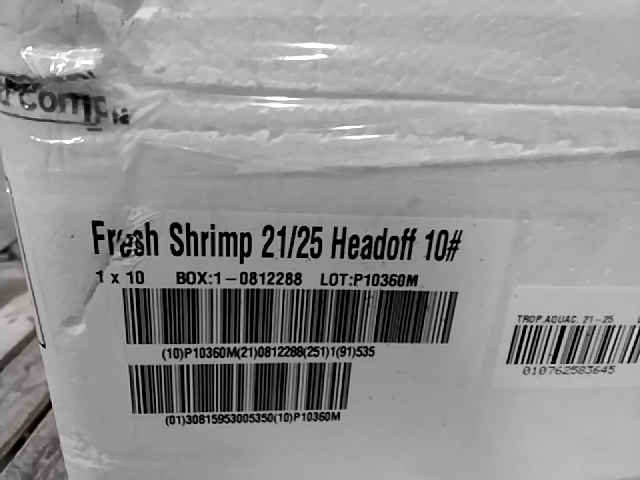 Fresh Shrimp 21/25 Headoff 10#
1 x 10 BOX:1-0812288 LOT:P10360M
(10)P10360M(21)0812288(251)1(91)535
(01)30815953005350(10)P10360M
TROP.AQUAC. 21-25
010762583645